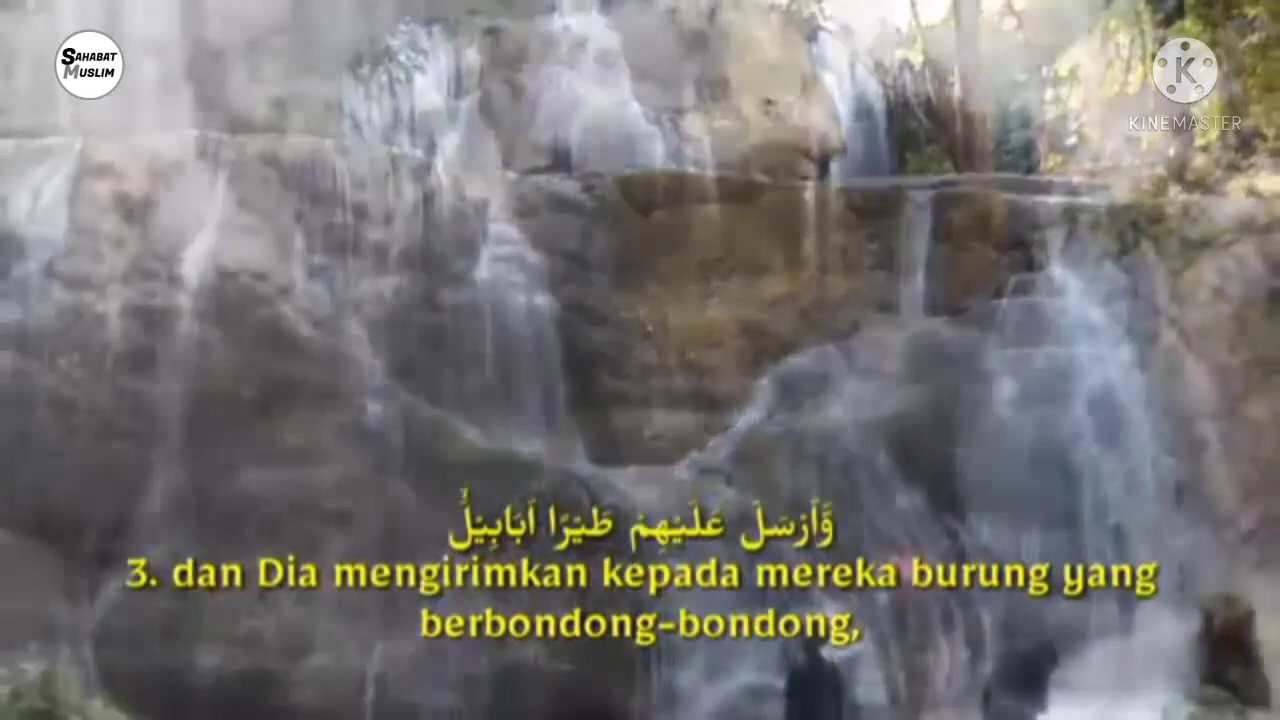 SAHABAT
MUSLIM
K
KINEMASTER
وَّاَرْسَلَ عَلَيْهِمْ طَيْرًا اَبَابِيْلَۙ
3. dan Dia mengirimkan kepada mereka burung yang
berbondong-bondong,